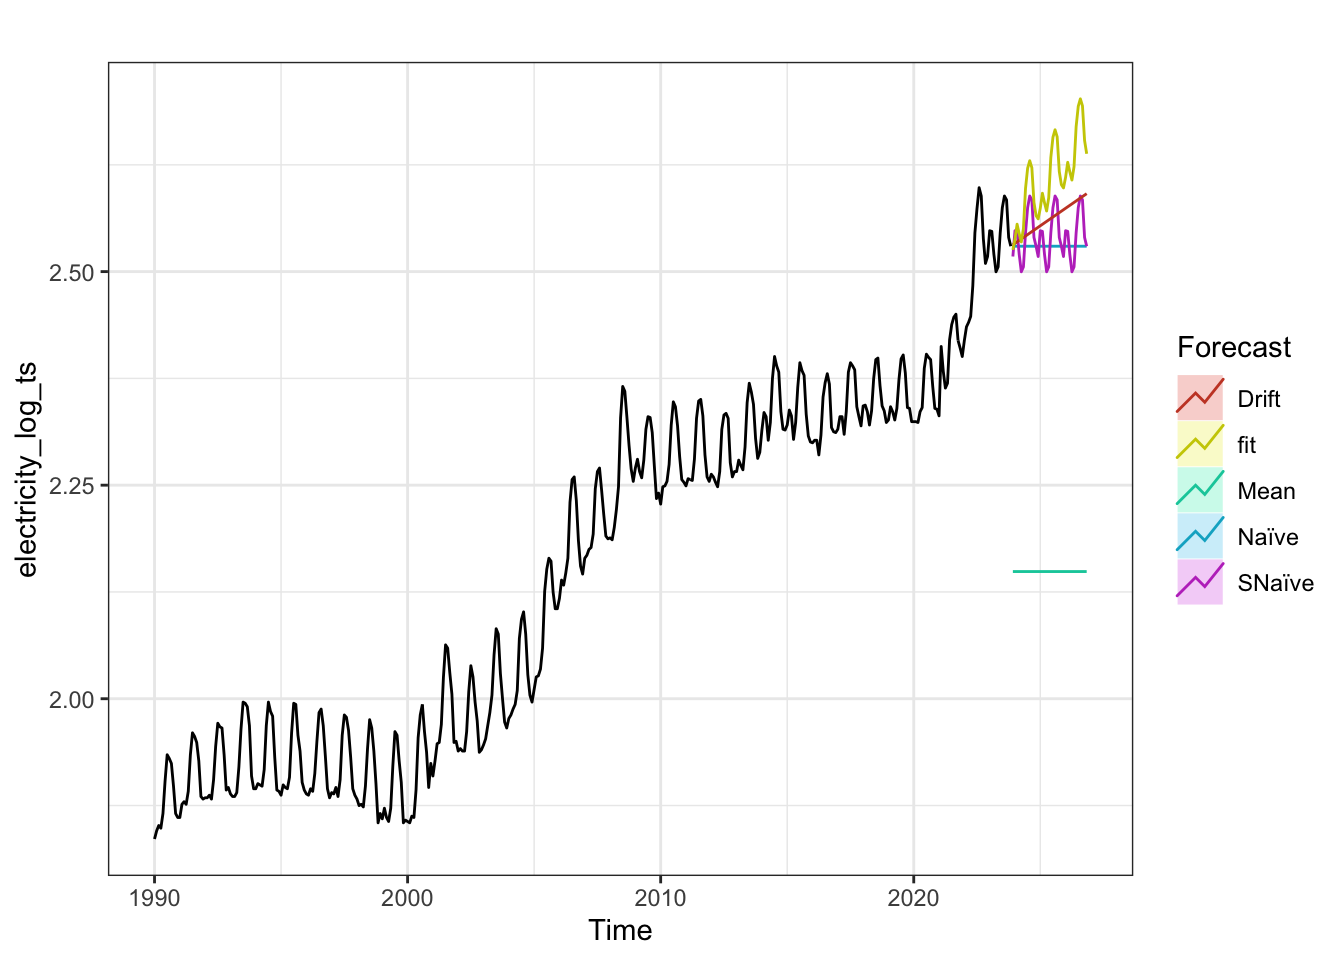 electricity_log_ts
2.50
2.25
2.00
1990
2000
2010
2020
Time
Forecast
Drift
fit
Mean
Naïve
SNaïve